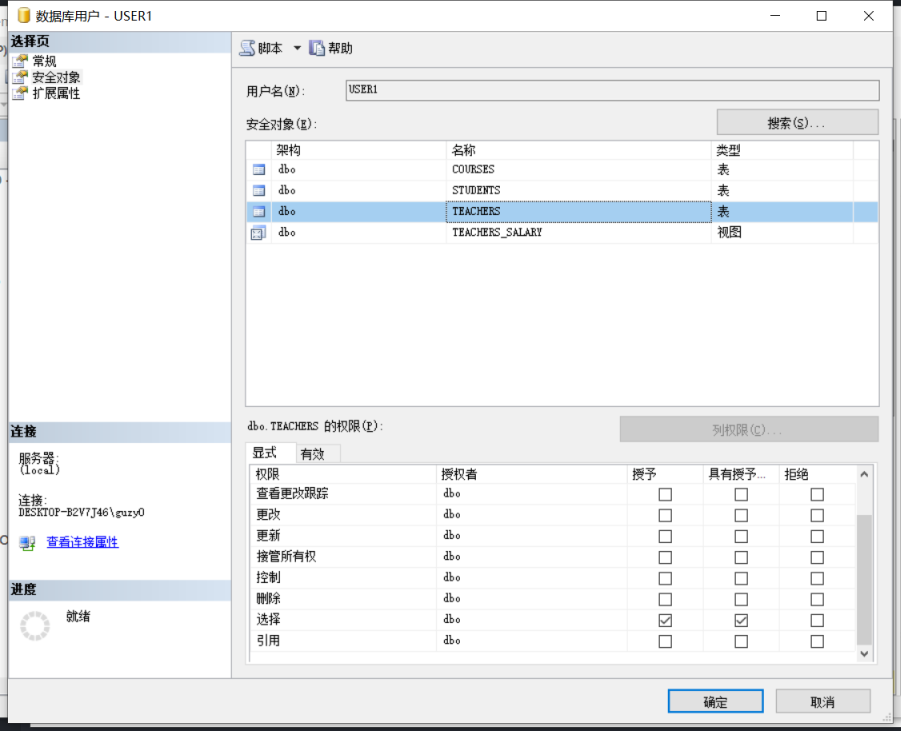 数据库用户 - USER1
选择页
常规
安全对象
扩展属性
脚本 帮助
用户名(N): USER1
安全对象(E): 搜索(S)...
架构 名称 类型
dbo COURSES 表
dbo STUDENTS 表
dbo TEACHERS 表
dbo TEACHERS_SALARY 视图
连接
服务器:
(local)
连接:
DESKTOP-B2V7J46\guzy0
查看连接属性
进度
就绪
dbo.TEACHERS 的权限(P): 列权限(C)...
显式 有效
权限 授权者 授予 具有授予... 拒绝
查看更改跟踪 dbo
更改 dbo
更新 dbo
接管所有权 dbo
控制 dbo
删除 dbo
选择 dbo
引用 dbo
确定 取消